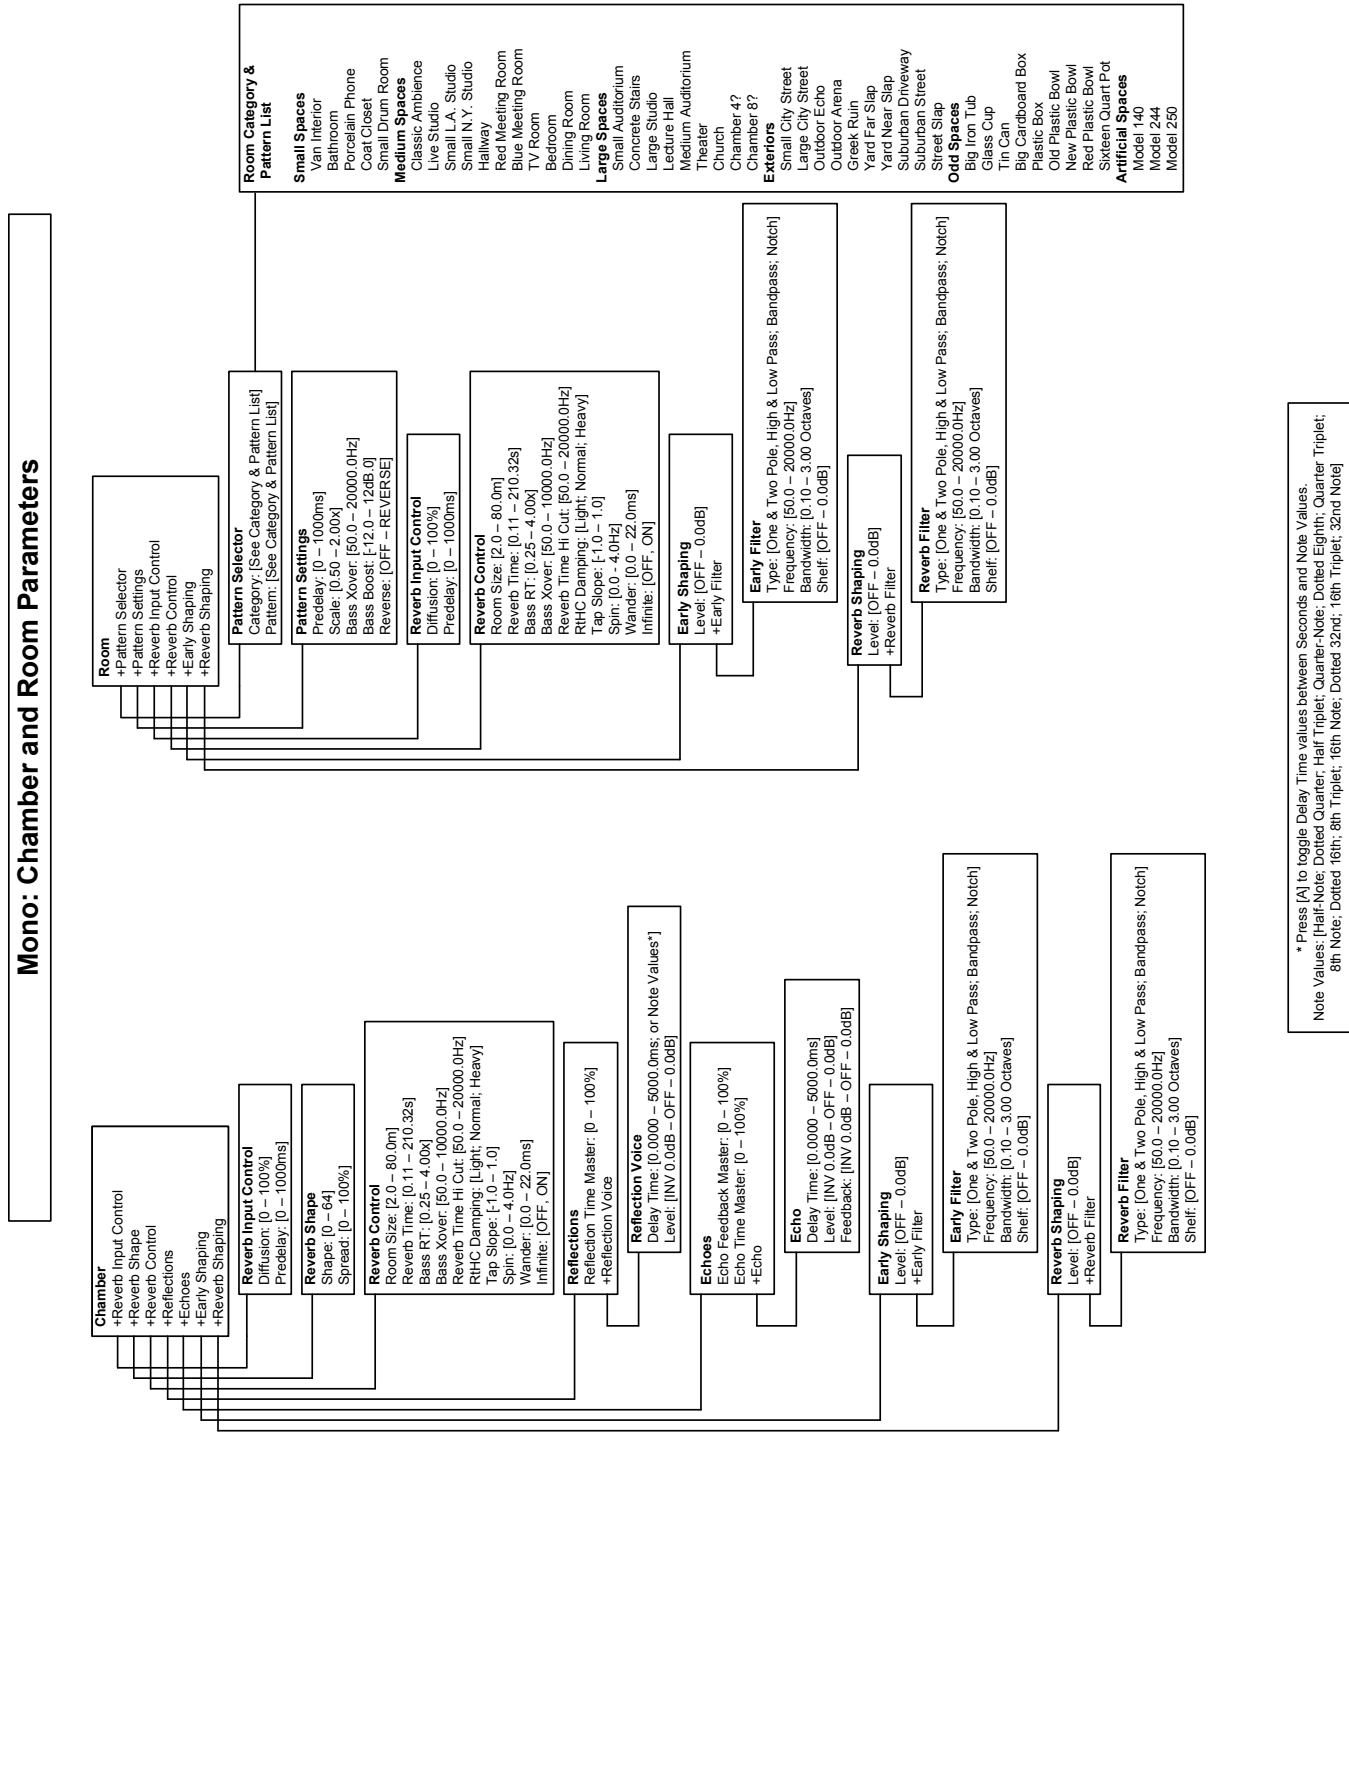 Mono: Chamber and Room Parameters
Chamber
+Reverb Input Control
+Reverb Shape
+Reverb Control
+Reflections
+Echoes
+Early Shaping
+Reverb Shaping
Reverb Input Control
Diffusion: [0 – 100%]
Predelay: [0 – 1000ms]
Reverb Shape
Shape: [0 – 64]
Spread: [0 – 100%]
Reverb Control
Room Size: [2.0 – 80.0m]
Reverb Time: [0.11 – 210.32s]
Bass RT: [0.25 – 4.00x]
Bass Xover: [50.0 – 10000.0Hz]
Reverb Time Hi Cut: [50.0 – 20000.0Hz]
RtHC Damping: [Light; Normal; Heavy]
Tap Slope: [-1.0 – 1.0]
Spin: [0.0 – 4.0Hz]
Wander: [0.0 – 22.0ms]
Infinite: [OFF, ON]
Reflections
Reflection Time Master: [0 – 100%]
+Reflection Voice
Reflection Voice
Delay Time: [0.0000 – 5000.0ms; or Note Values*]
Level: [INV 0.0dB – OFF – 0.0dB]
Echoes
Echo Feedback Master: [0 – 100%]
Echo Time Master: [0 – 100%]
+Echo
Echo
Delay Time: [0.0000 – 5000.0ms]
Level: [INV 0.0dB – OFF – 0.0dB]
Feedback: [INV 0.0dB – OFF – 0.0dB]
Early Shaping
Level: [OFF – 0.0dB]
+Early Filter
Early Filter
Type: [One & Two Pole, High & Low Pass; Bandpass; Notch]
Frequency: [50.0 – 20000.0Hz]
Bandwidth: [0.10 – 3.00 Octaves]
Shelf: [OFF – 0.0dB]
Reverb Shaping
Level: [OFF – 0.0dB]
+Reverb Filter
Reverb Filter
Type: [One & Two Pole, High & Low Pass; Bandpass; Notch]
Frequency: [50.0 – 20000.0Hz]
Bandwidth: [0.10 – 3.00 Octaves]
Shelf: [OFF – 0.0dB]
Room
+Pattern Selector
+Pattern Settings
+Reverb Input Control
+Reverb Control
+Early Shaping
+Reverb Shaping
Pattern Selector
Category: [See Category & Pattern List]
Pattern: [See Category & Pattern List]
Pattern Settings
Predelay: [0 – 1000ms]
Scale: [0.50 – 2.00x]
Bass Xover: [50.0 – 20000.0Hz]
Bass Boost: [-12.0 – 12dB.0]
Reverse: [OFF – REVERSE]
Reverb Input Control
Diffusion: [0 – 100%]
Predelay: [0 – 1000ms]
Reverb Control
Room Size: [2.0 – 80.0m]
Reverb Time: [0.11 – 210.32s]
Bass RT: [0.25 – 4.00x]
Bass Xover: [50.0 – 10000.0Hz]
Reverb Time Hi Cut: [50.0 – 20000.0Hz]
RtHC Damping: [Light; Normal; Heavy]
Tap Slope: [-1.0 – 1.0]
Spin: [0.0 - 4.0Hz]
Wander: [0.0 – 22.0ms]
Infinite: [OFF, ON]
Early Shaping
Level: [OFF – 0.0dB]
+Early Filter
Early Filter
Type: [One & Two Pole, High & Low Pass; Bandpass; Notch]
Frequency: [50.0 – 20000.0Hz]
Bandwidth: [0.10 – 3.00 Octaves]
Shelf: [OFF – 0.0dB]
Reverb Shaping
Level: [OFF – 0.0dB]
+Reverb Filter
Reverb Filter
Type: [One & Two Pole, High & Low Pass; Bandpass; Notch]
Frequency: [50.0 – 20000.0Hz]
Bandwidth: [0.10 – 3.00 Octaves]
Shelf: [OFF – 0.0dB]
Room Category &
Pattern List
Small Spaces
Van Interior
Bathroom
Porcelain Phone
Coat Closet
Small Drum Room
Medium Spaces
Classic Ambience
Live Studio
Small L.A. Studio
Small N.Y. Studio
Hallway
Red Meeting Room
Blue Meeting Room
TV Room
Bedroom
Dining Room
Living Room
Large Spaces
Small Auditorium
Concrete Stairs
Large Studio
Lecture Hall
Medium Auditorium
Theater
Church
Chamber 4?
Chamber 8?
Exteriors
Small City Street
Large City Street
Outdoor Echo
Outdoor Arena
Greek Ruin
Yard Far Slap
Yard Near Slap
Suburban Driveway
Suburban Street
Street Slap
Odd Spaces
Big Iron Tub
Glass Cup
Tin Can
Big Cardboard Box
Plastic Box
Old Plastic Bowl
New Plastic Bowl
Red Plastic Bowl
Sixteen Quart Pot
Artificial Spaces
Model 140
Model 244
Model 250
* Press [A] to toggle Delay Time values between Seconds and Note Values.
Note Values: [Half-Note; Dotted Quarter; Half Triplet; Quarter-Note; Dotted Eighth; Quarter Triplet;
8th Note; Dotted 16th; 8th Triplet; 16th Note; Dotted 32nd; 16th Triplet; 32nd Note]